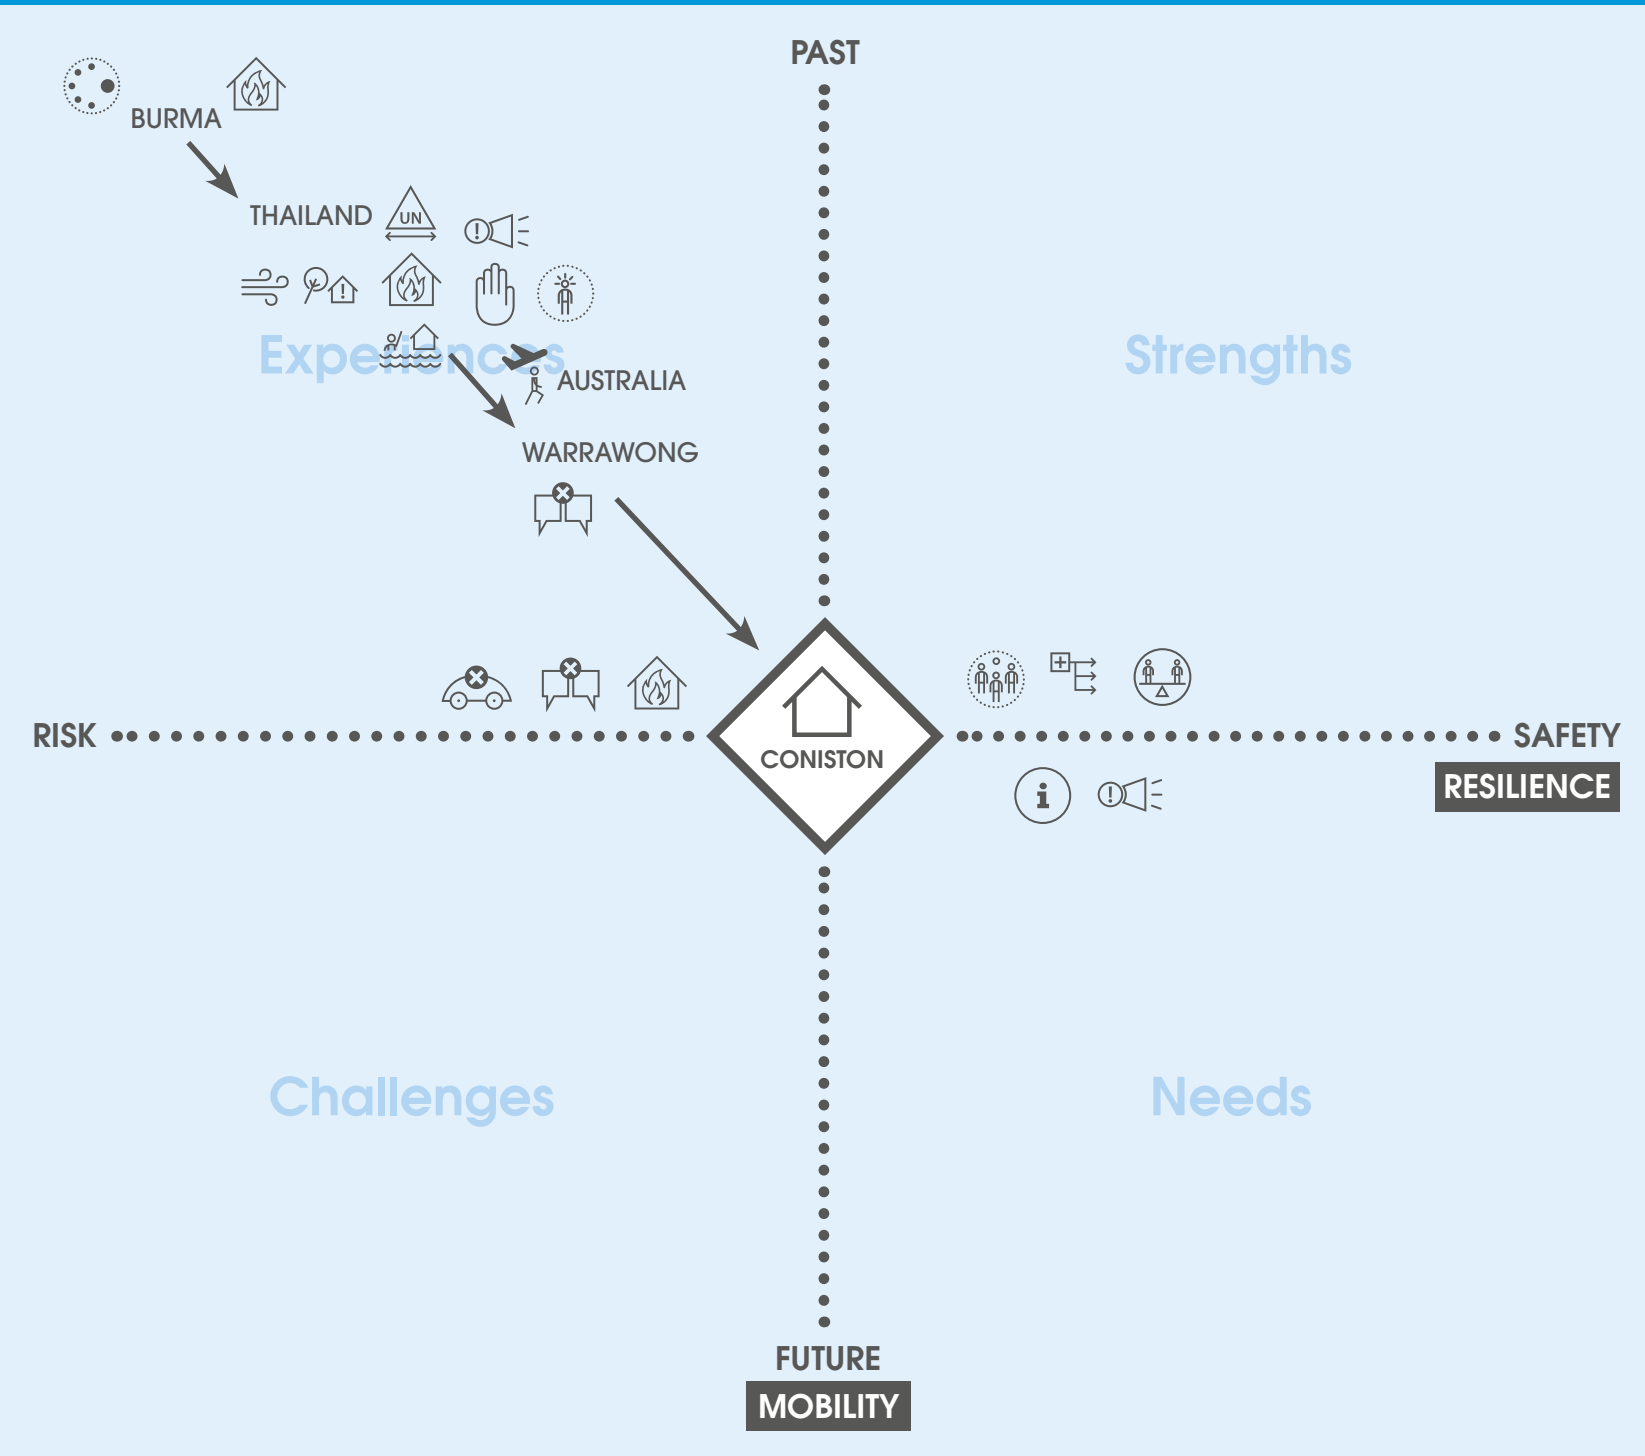 PAST
BURMA
THAILAND
UN
!
!
Experiences
Strengths
AUSTRALIA
WARRAWONG
RISK
CONISTON
SAFETY
RESILIENCE
i
!
Challenges
Needs
FUTURE
MOBILITY